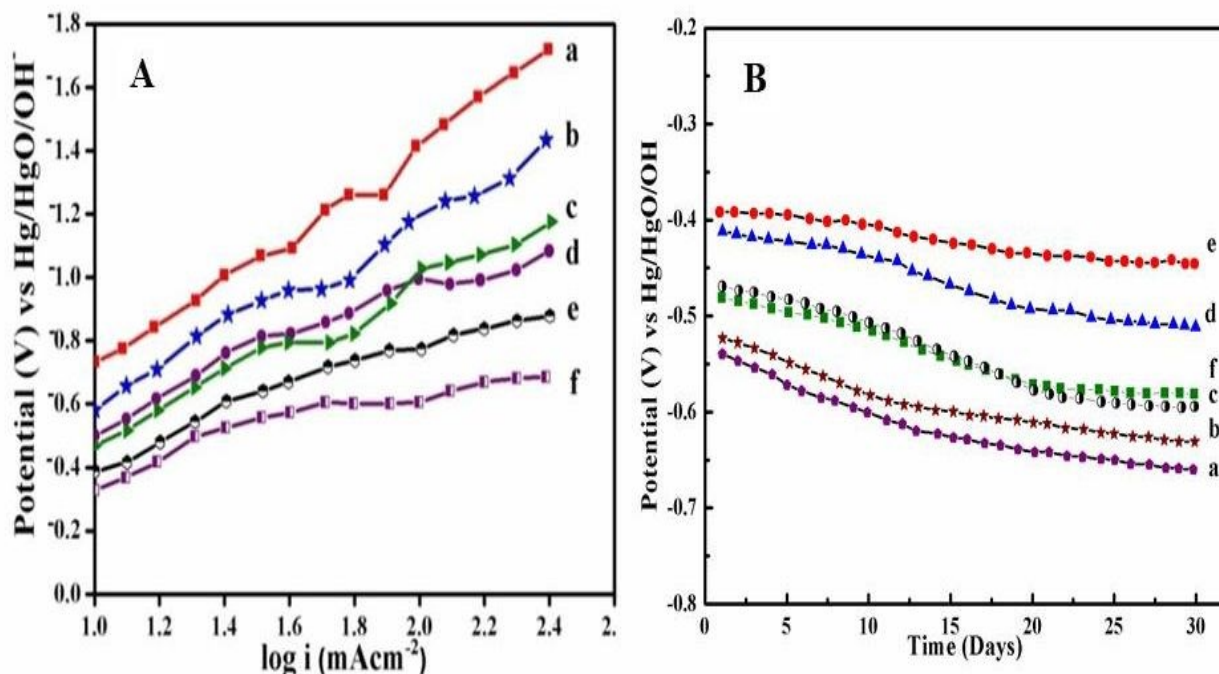 A
-1.8
-1.6
-1.4
-1.2
-1.0
-0.8
-0.6
-0.4
-0.2
0.0
Potential (V) vs Hg/HgO/OH-
a
b
c
d
e
f
1.0 1.2 1.4 1.6 1.8 2.0 2.2 2.4 2.
log i (mAcm-2)
B
-0.2
-0.3
-0.4
-0.5
-0.6
-0.7
-0.8
Potential (V) vs Hg/HgO/OH
e
d
f
c
b
a
0 5 10 15 20 25 30
Time (Days)